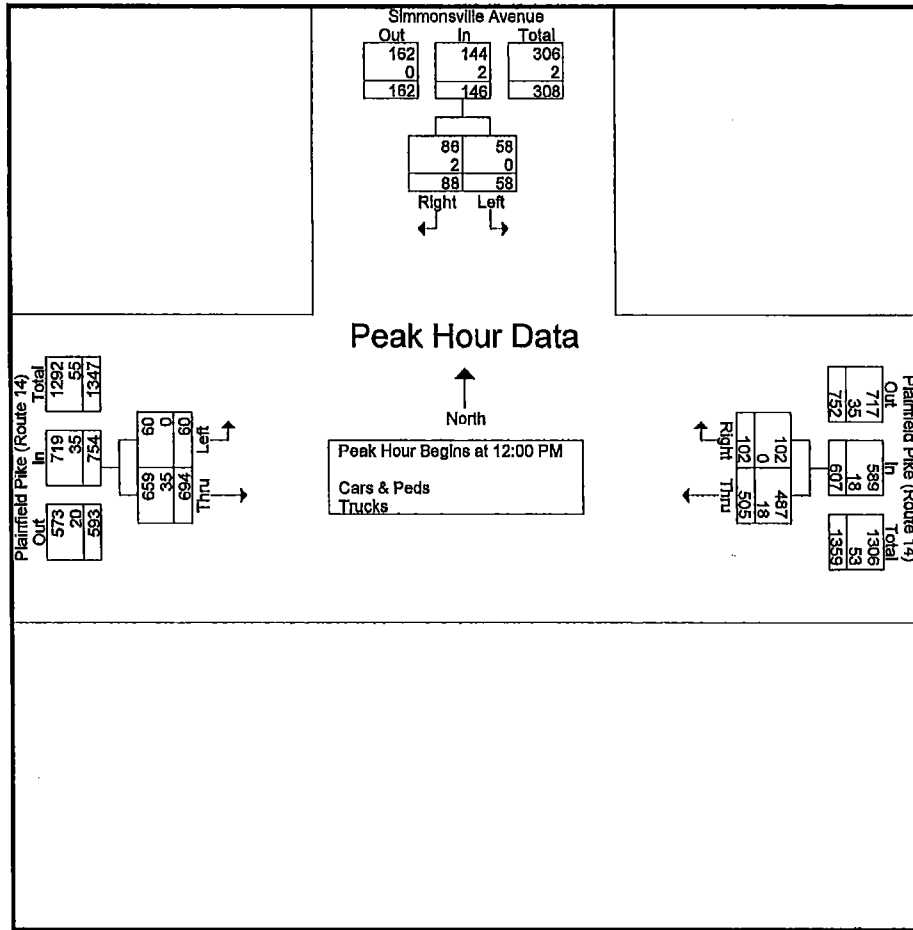 Simmonsville Avenue
Out In Total
162 144 306
0 2 2
162 146 308
86 58
2 0
88 58
Right Left
Peak Hour Data
North
Peak Hour Begins at 12:00 PM
Cars & Peds
Trucks
Plainfield Pike (Route 14)
Total In Out
1292 719 573
55 35 20
1347 754 593
Left Thru
60 659
0 35
60 694
Plainfield Pike (Route 14)
Out In Total
717 589 1306
35 18 53
752 607 1359
Right Thru
102 487
0 18
102 505